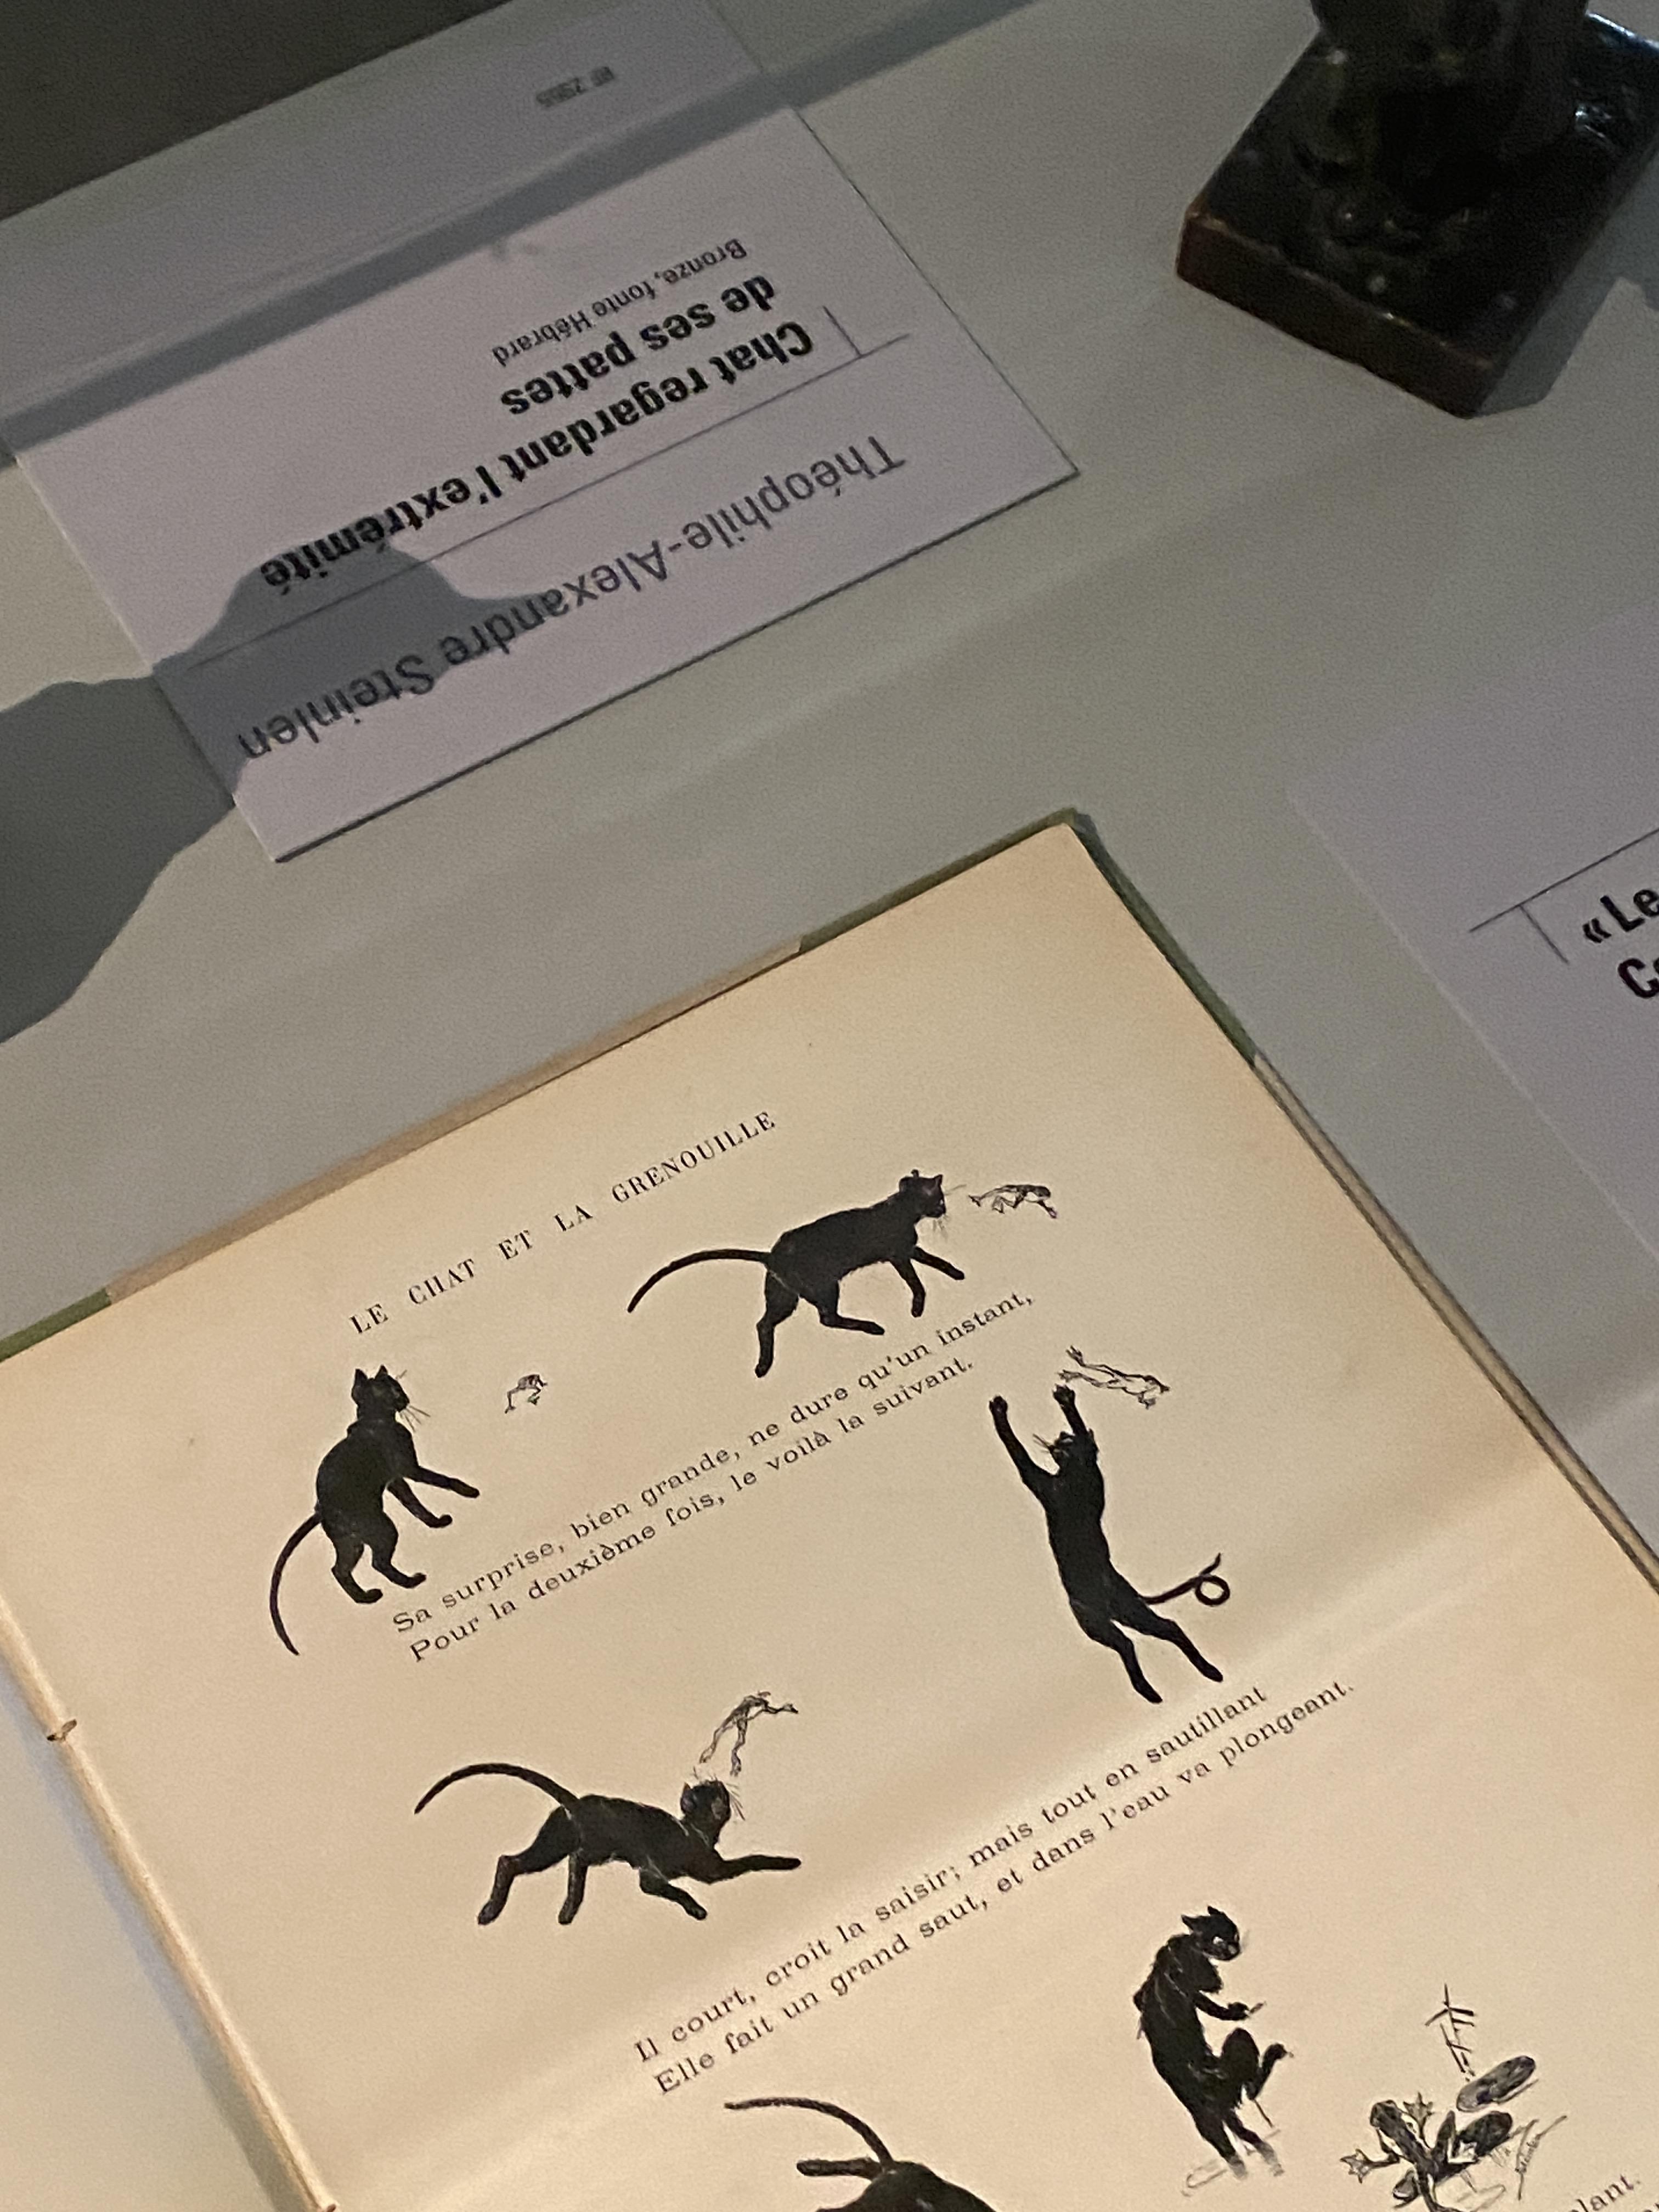 Théophile-Alexandre Steinlen
Chat regardant l'extrémité
de ses pattes
Bronze, fonte Hébrard
« Le
LE CHAT ET LA GRENOUILLE
Sa surprise, bien grande, ne dure qu'un instant,
Pour la deuxième fois, le voilà la suivant.
Il court, croit la saisir; mais tout en sautillant
Elle fait un grand saut, et dans l'eau va plongeant.